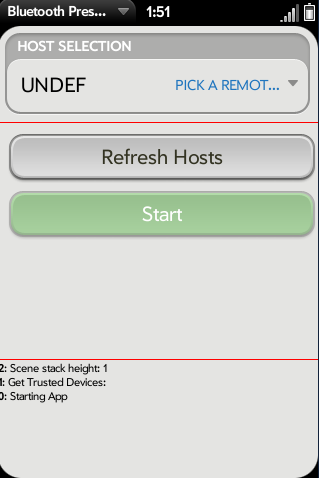 Bluetooth Pres... 1:51
HOST SELECTION
UNDEF PICK A REMOT...
Refresh Hosts
Start
2: Scene stack height: 1
1: Get Trusted Devices:
0: Starting App